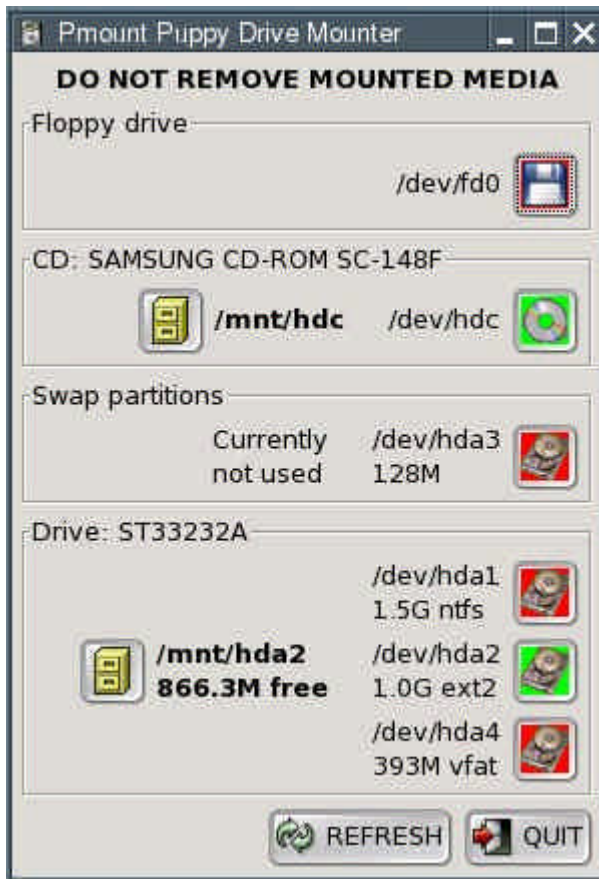 Pmount Puppy Drive Mounter
DO NOT REMOVE MOUNTED MEDIA
Floppy drive
/dev/fd0
CD: SAMSUNG CD-ROM SC-148F
/mnt/hdc /dev/hdc
Swap partitions
Currently /dev/hda3
not used 128M
Drive: ST33232A
/dev/hda1
1.5G ntfs
/mnt/hda2 /dev/hda2
866.3M free 1.0G ext2
/dev/hda4
393M vfat
REFRESH QUIT